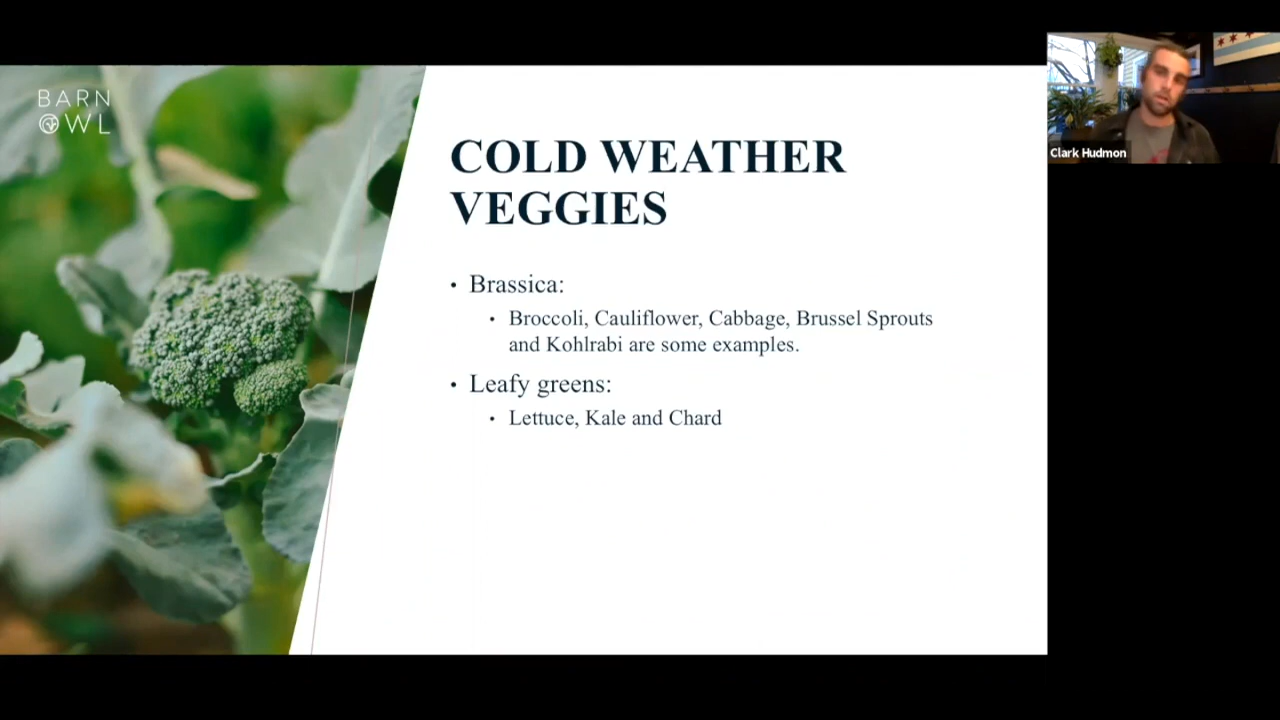 BARN
OWL
COLD WEATHER
VEGGIES
• Brassica:
• Broccoli, Cauliflower, Cabbage, Brussel Sprouts
and Kohlrabi are some examples.
• Leafy greens:
• Lettuce, Kale and Chard
Clark Hudmon